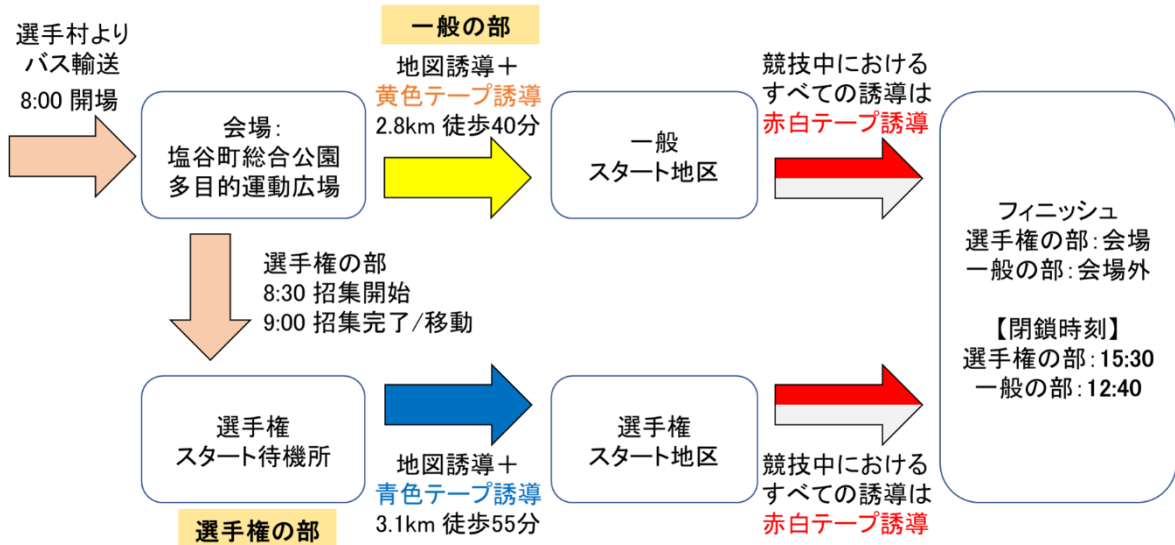 選手村より
バス輸送
8:00 開場
会場：
塩谷町総合公園
多目的運動広場
一般の部
地図誘導＋
黄色テープ誘導
2.8km 徒歩40分
一般
スタート地区
競技中における
すべての誘導は
赤白テープ誘導
選手権の部
8:30 招集開始
9:00 招集完了/移動
選手権
スタート待機所
選手権の部
地図誘導＋
青色テープ誘導
3.1km 徒歩55分
選手権
スタート地区
競技中における
すべての誘導は
赤白テープ誘導
フィニッシュ
選手権の部：会場
一般の部：会場外
【閉鎖時刻】
選手権の部：15:30
一般の部：12:40